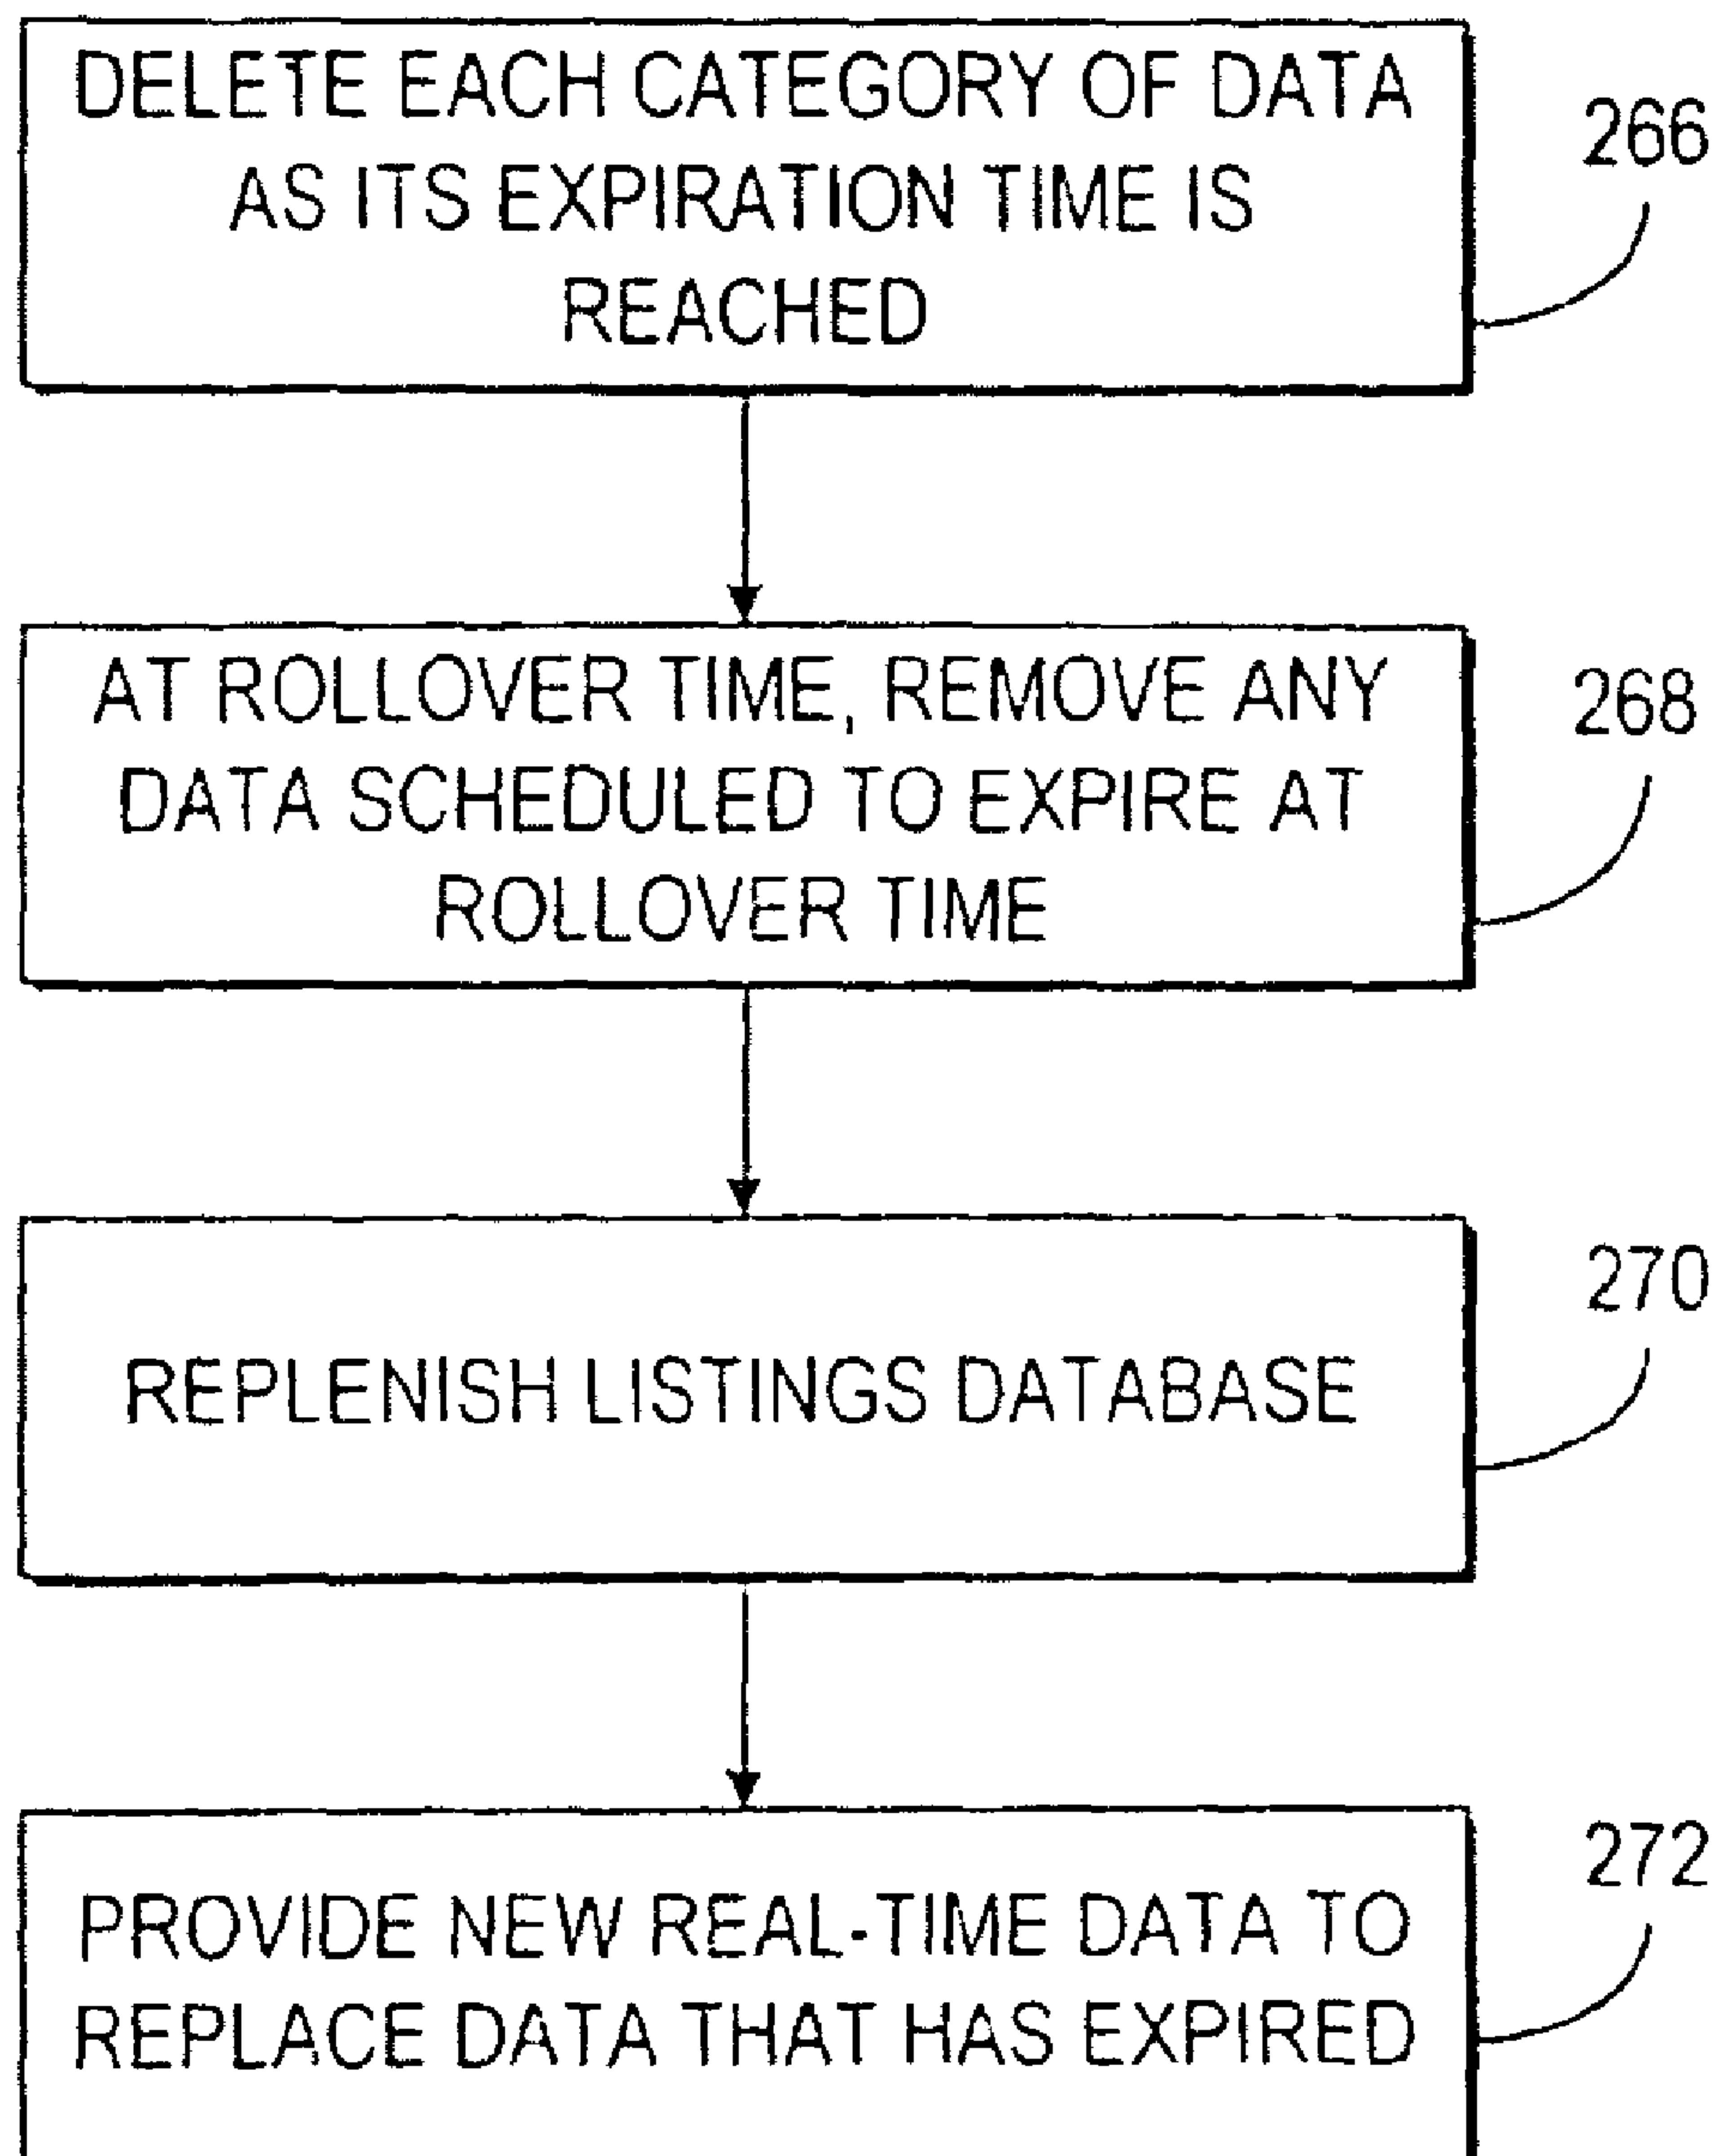 DELETE EACH CATEGORY OF DATA
AS ITS EXPIRATION TIME IS
REACHED
266
AT ROLLOVER TIME, REMOVE ANY
DATA SCHEDULED TO EXPIRE AT
ROLLOVER TIME
268
REPLENISH LISTINGS DATABASE
270
PROVIDE NEW REAL-TIME DATA TO
REPLACE DATA THAT HAS EXPIRED
272